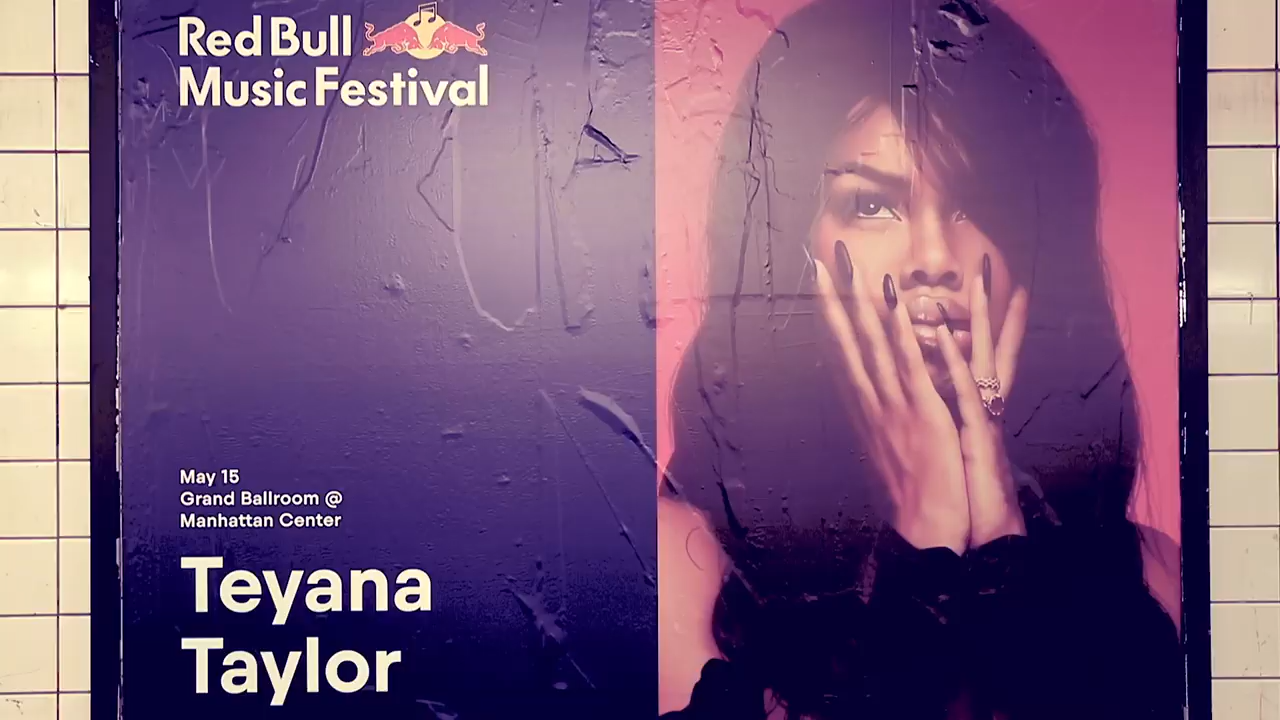 Red Bull
Music Festival
May 15
Grand Ballroom @
Manhattan Center
Teyana
Taylor